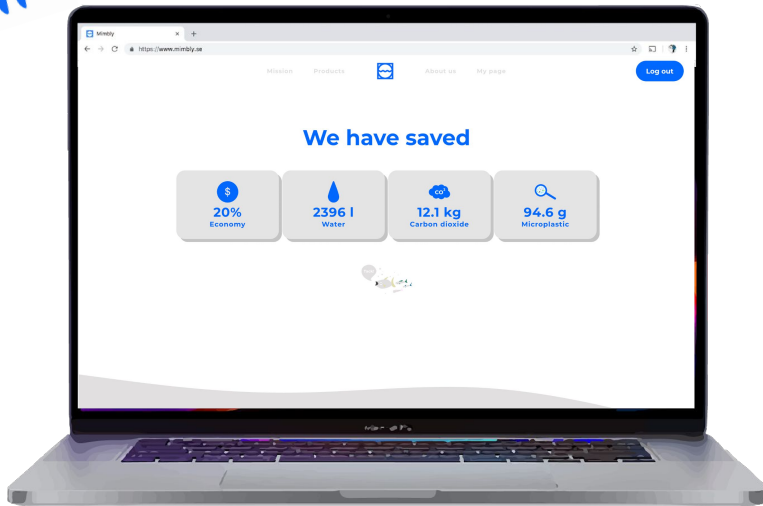 Mimbly
https://www.mimbly.se
Mission Products About us My page Log out
We have saved
$ CO²
20% 2396 l 12.1 kg 94.6 g
Economy Water Carbon dioxide Microplastic